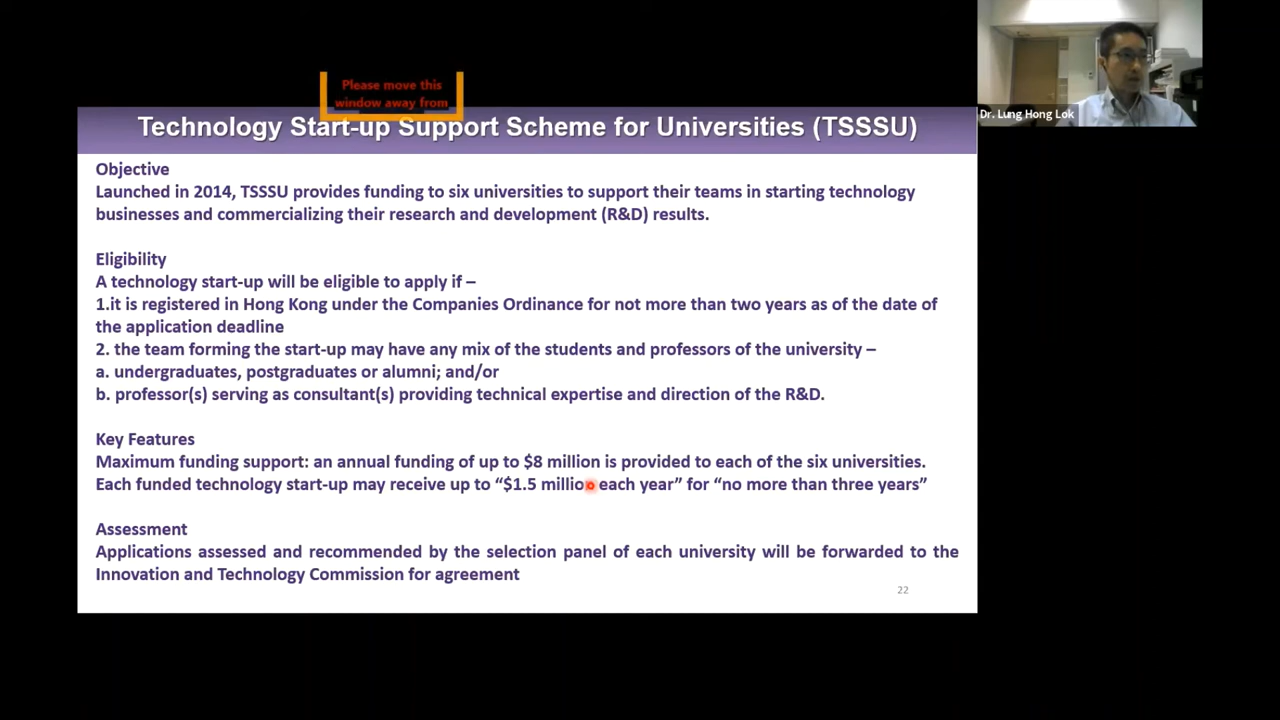 Please move this
window away from
Dr. Lung Hong Lok
Technology Start-up Support Scheme for Universities (TSSSU)
Objective
Launched in 2014, TSSSU provides funding to six universities to support their teams in starting technology
businesses and commercializing their research and development (R&D) results.
Eligibility
A technology start-up will be eligible to apply if –
1.it is registered in Hong Kong under the Companies Ordinance for not more than two years as of the date of
the application deadline
2. the team forming the start-up may have any mix of the students and professors of the university –
a. undergraduates, postgraduates or alumni; and/or
b. professor(s) serving as consultant(s) providing technical expertise and direction of the R&D.
Key Features
Maximum funding support: an annual funding of up to $8 million is provided to each of the six universities.
Each funded technology start-up may receive up to “$1.5 million each year” for “no more than three years”
Assessment
Applications assessed and recommended by the selection panel of each university will be forwarded to the
Innovation and Technology Commission for agreement
22